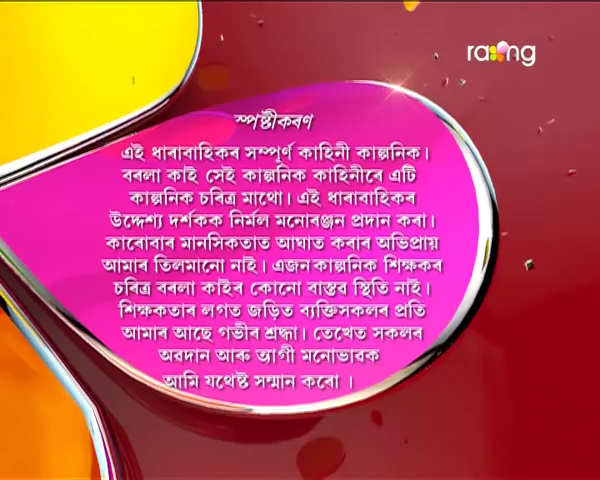 raang
স্পষ্টীকৰণ
এই ধাৰাবাহিকৰ সম্পূৰ্ণ কাহিনী কাল্পনিক।
বৰলা কাই সেই কাল্পনিক কাহিনীৰে এটি
কাল্পনিক চৰিত্ৰ মাথো। এই ধাৰাবাহিকৰ
উদ্দেশ্য দৰ্শকক নিৰ্মল মনোৰঞ্জন প্ৰদান কৰা।
কাৰোবাৰ মানসিকতাত আঘাত কৰাৰ অভিপ্ৰায়
আমাৰ তিলমানো নাই। এজন কাল্পনিক শিক্ষকৰ
চৰিত্ৰ বৰলা কাইৰ কোনো বাস্তৱ স্থিতি নাই।
শিক্ষকতাৰ লগত জড়িত ব্যক্তিসকলৰ প্ৰতি
আমাৰ আছে গভীৰ শ্ৰদ্ধা। তেখেত সকলৰ
অৱদান আৰু ত্যাগী মনোভাৱক
আমি যথেষ্ট সন্মান কৰো ।